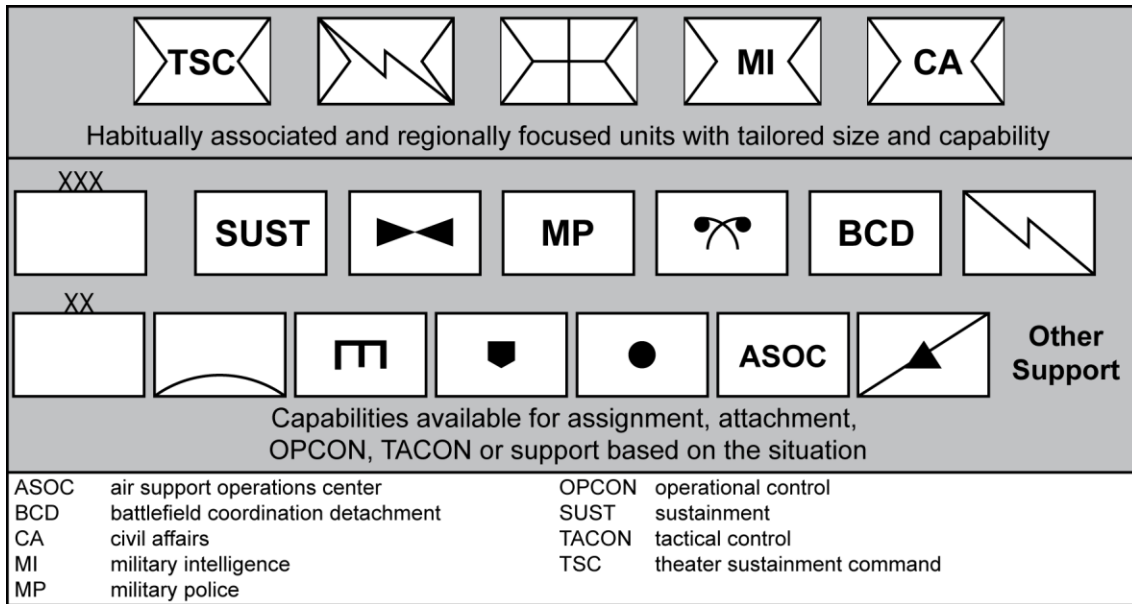 TSC MI CA
Habitually associated and regionally focused units with tailored size and capability
XXX
SUST MP BCD
XX
ASOC Other Support
Capabilities available for assignment, attachment,
OPCON, TACON or support based on the situation
ASOC air support operations center OPCON operational control
BCD battlefield coordination detachment SUST sustainment
CA civil affairs TACON tactical control
MI military intelligence TSC theater sustainment command
MP military police